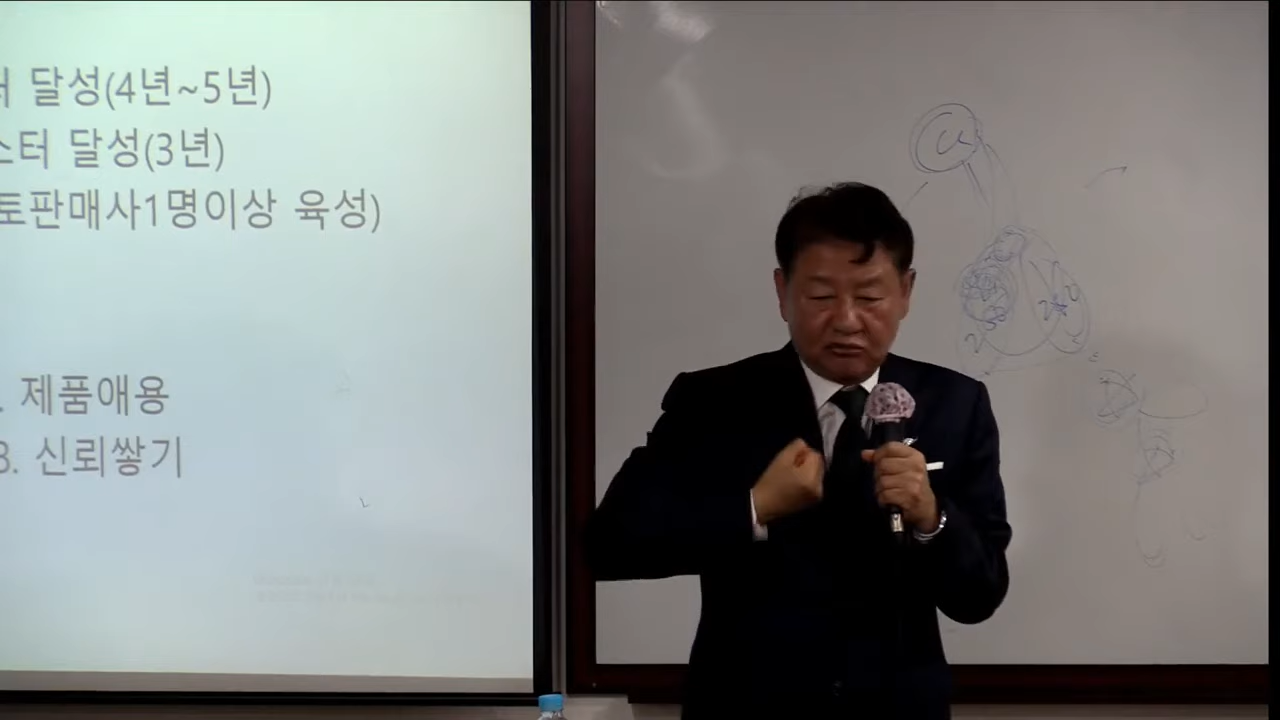 터 달성(4년~5년)
스터 달성(3년)
토판매사1명이상 육성)
. 제품애용
3. 신뢰쌓기